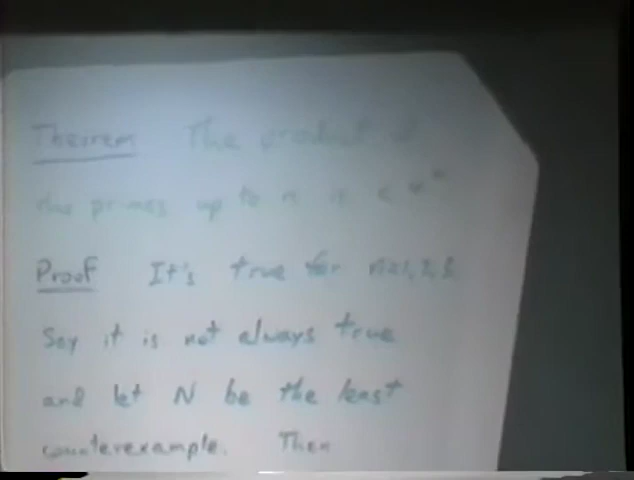 Theorem The product of
the primes up to n is < 4^n
Proof It's true for n=1, 2, 3.
Say it is not always true
and let N be the least
counterexample. Then